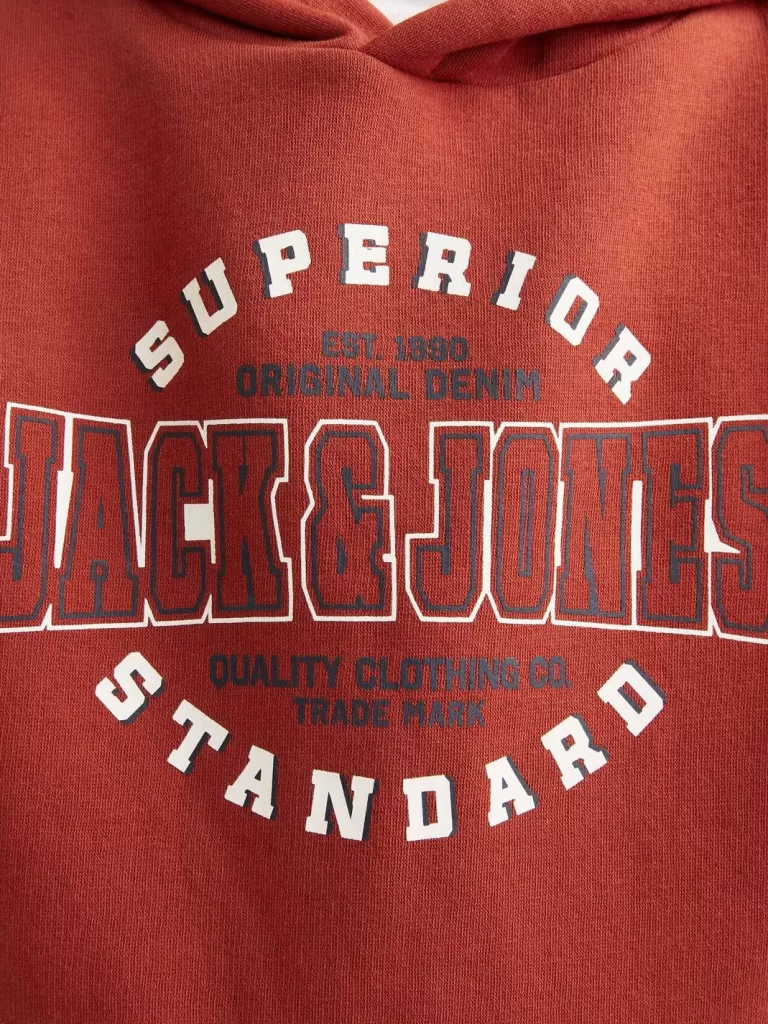 SUPERIOR
EST. 1990
ORIGINAL DENIM
JACK & JONES
QUALITY CLOTHING CO.
TRADE MARK
STANDARD